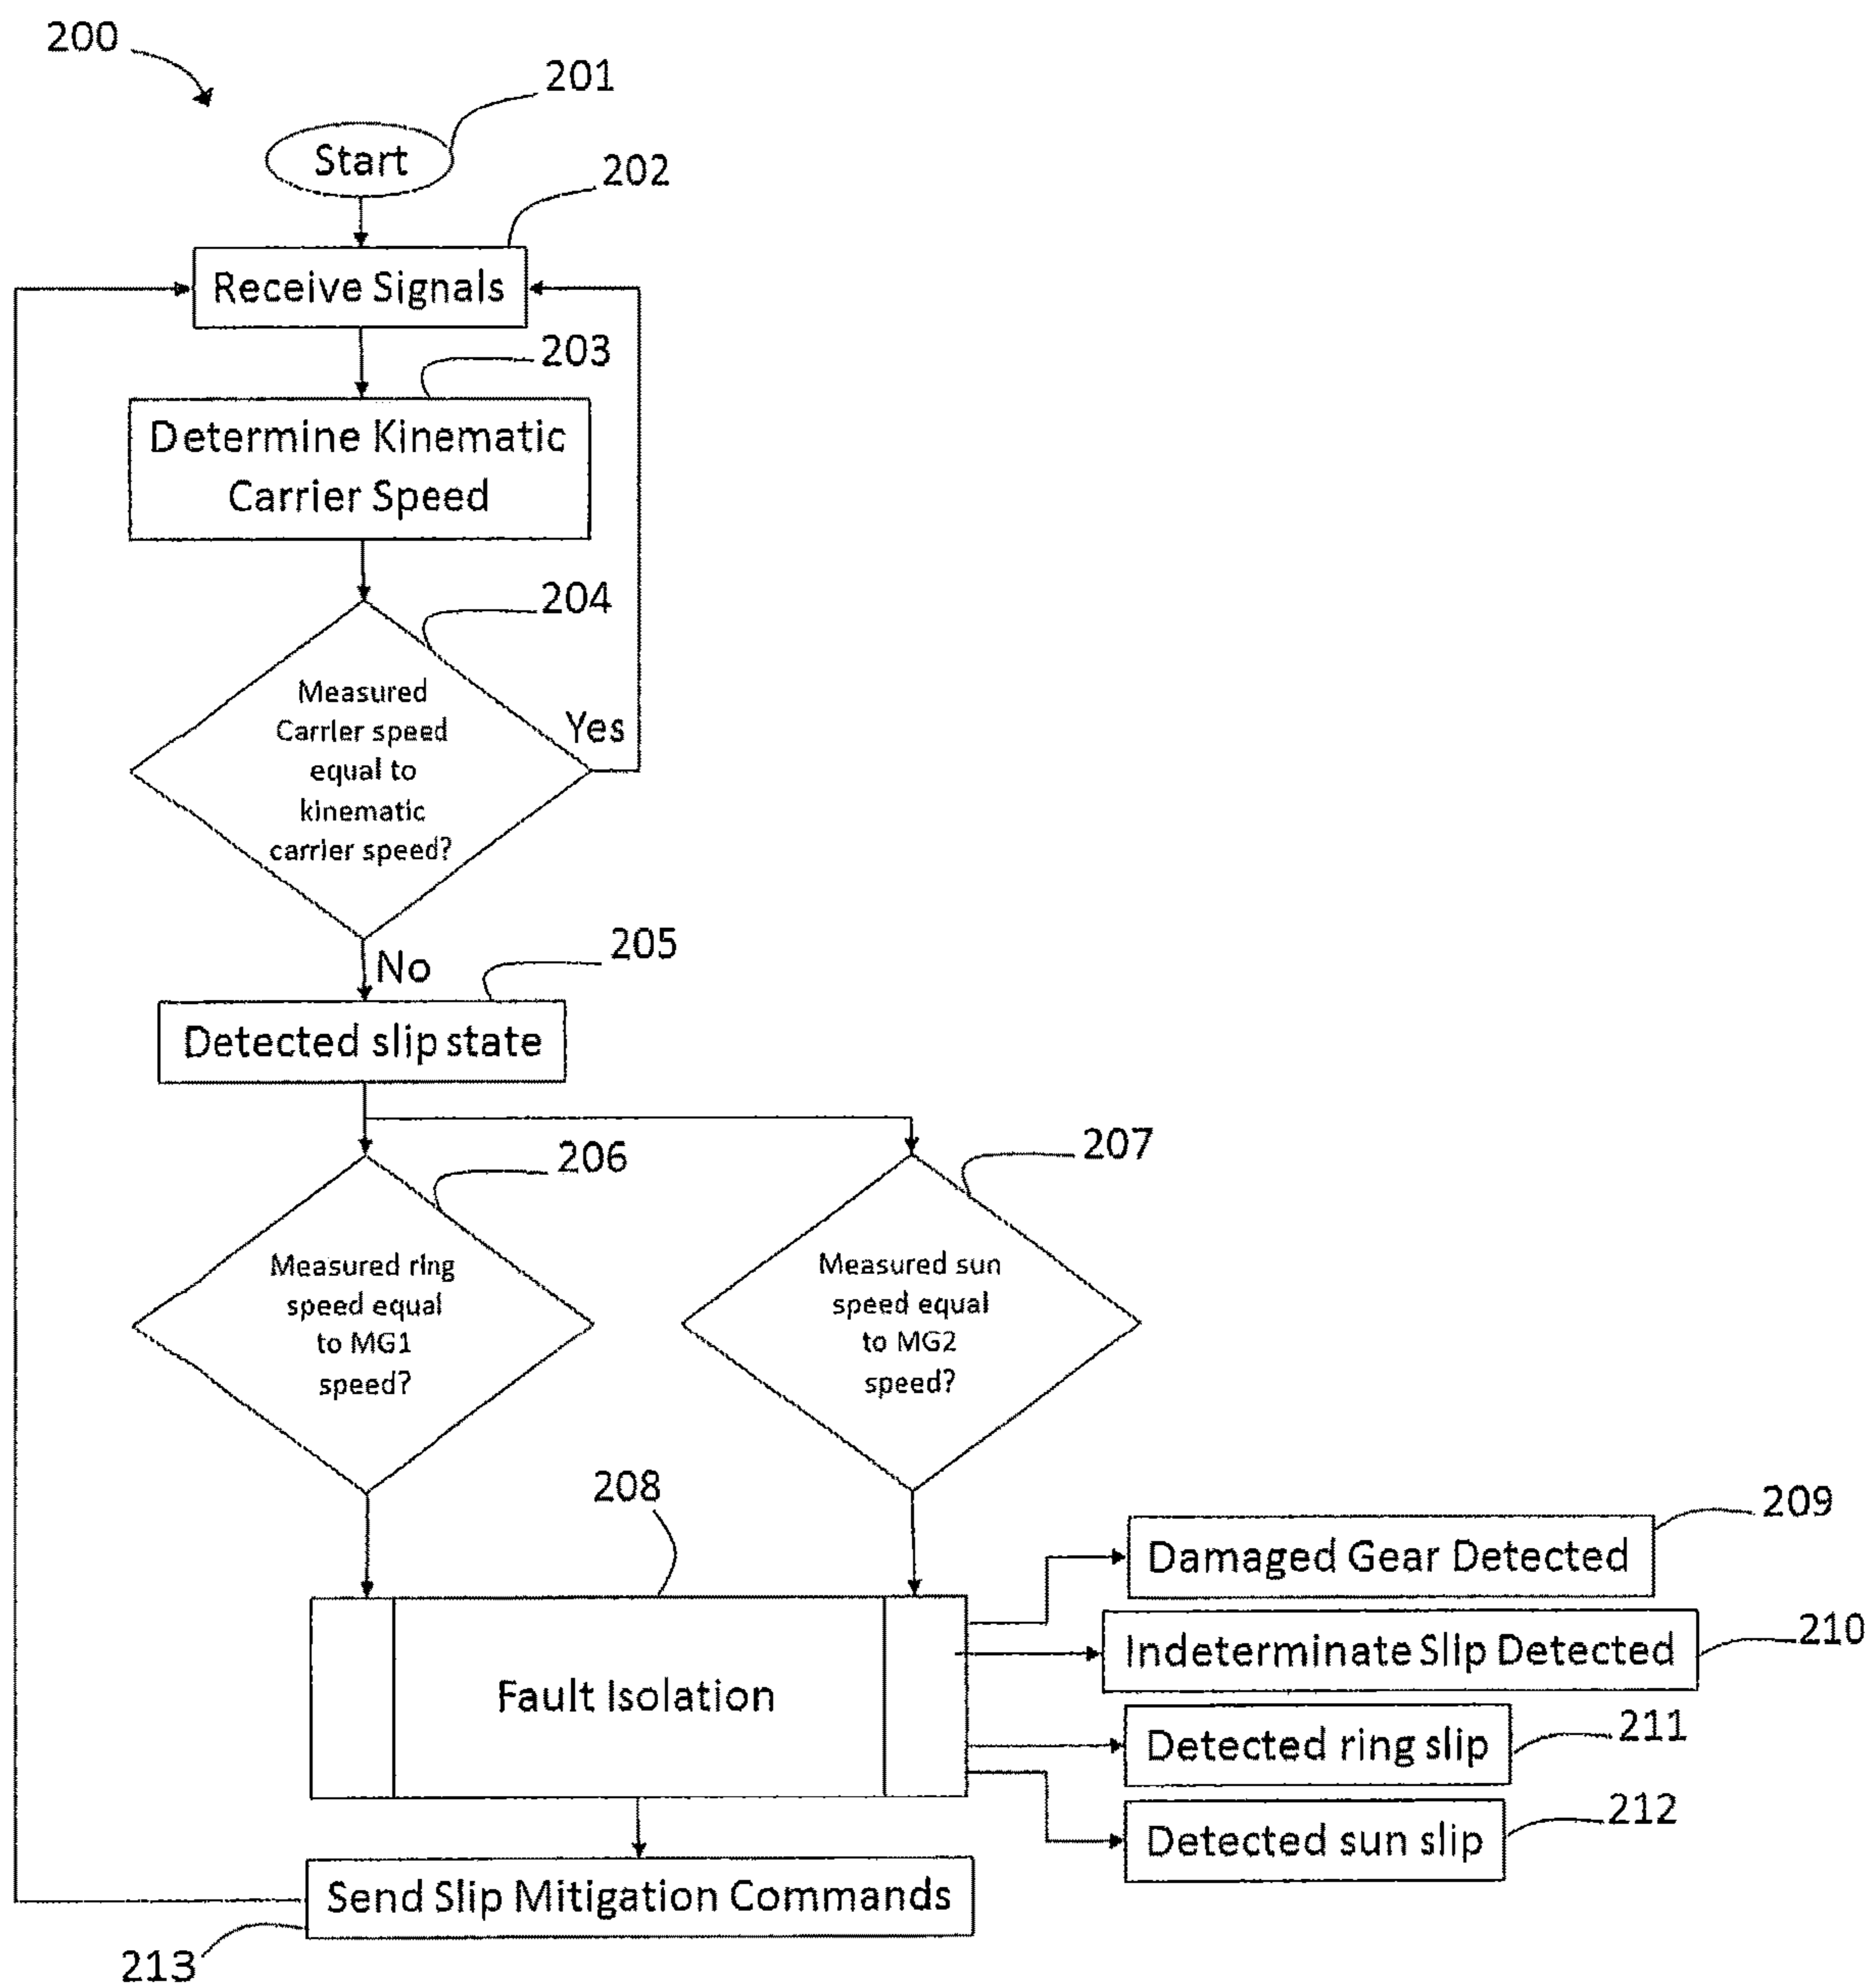 200
201
Start
202
Receive Signals
203
Determine Kinematic
Carrier Speed
204
Measured
Carrier speed
equal to
kinematic
carrier speed?
Yes
No
205
Detected slip state
206
207
Measured ring
speed equal
to MG1
speed?
Measured sun
speed equal
to MG2
speed?
208
Fault Isolation
209
Damaged Gear Detected
210
Indeterminate Slip Detected
211
Detected ring slip
212
Detected sun slip
Send Slip Mitigation Commands
213